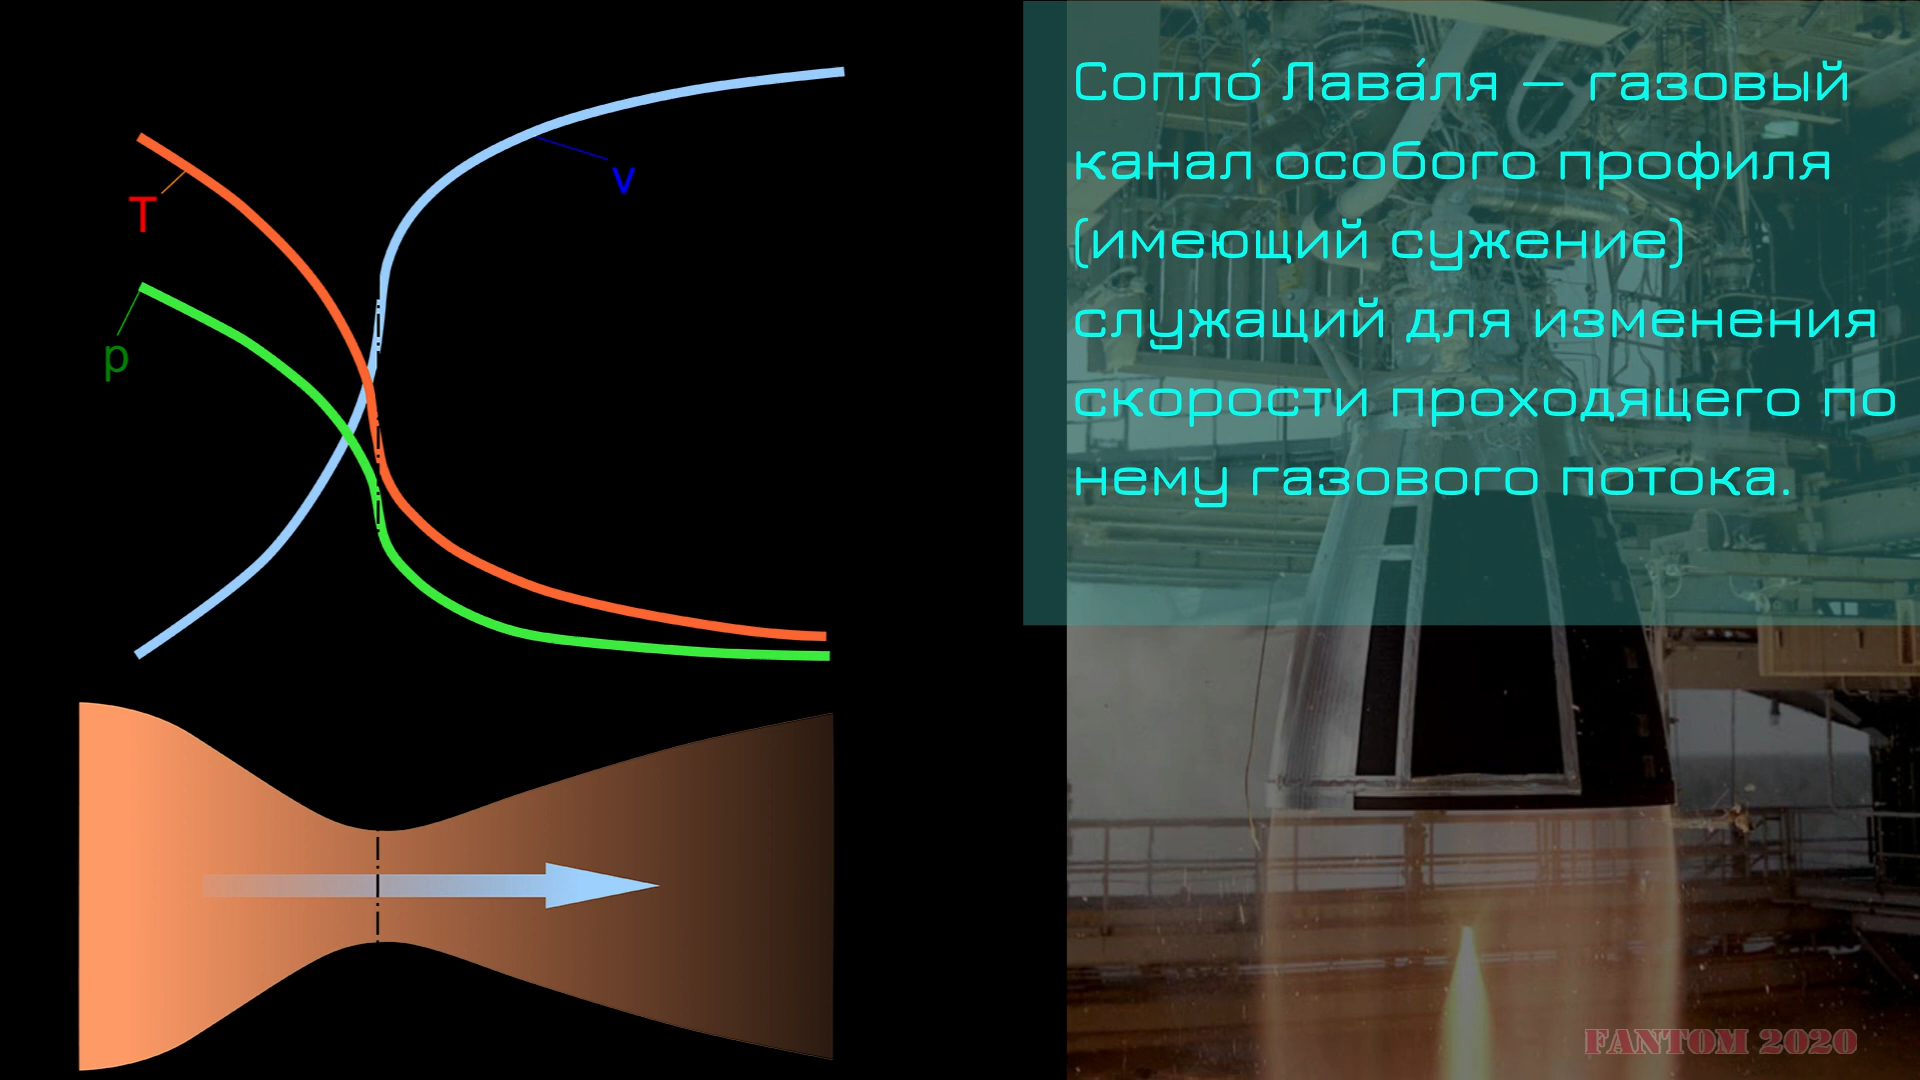 T
p
v
Сопло́ Лава́ля — газовый
канал особого профиля
(имеющий сужение)
служащий для изменения
скорости проходящего по
нему газового потока.
FANTOM 2020